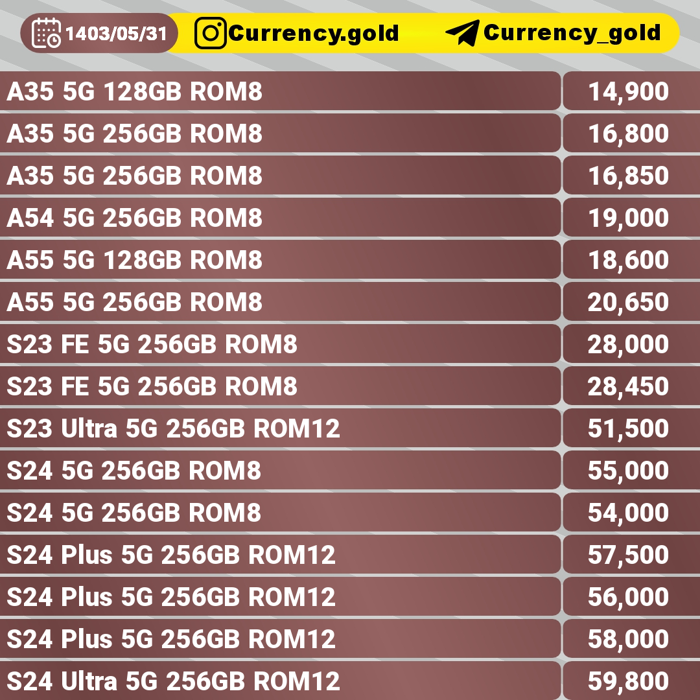 1403/05/31 Currency.gold Currency_gold
A35 5G 128GB ROM8 14,900
A35 5G 256GB ROM8 16,800
A35 5G 256GB ROM8 16,850
A54 5G 256GB ROM8 19,000
A55 5G 128GB ROM8 18,600
A55 5G 256GB ROM8 20,650
S23 FE 5G 256GB ROM8 28,000
S23 FE 5G 256GB ROM8 28,450
S23 Ultra 5G 256GB ROM12 51,500
S24 5G 256GB ROM8 55,000
S24 5G 256GB ROM8 54,000
S24 Plus 5G 256GB ROM12 57,500
S24 Plus 5G 256GB ROM12 56,000
S24 Plus 5G 256GB ROM12 58,000
S24 Ultra 5G 256GB ROM12 59,800